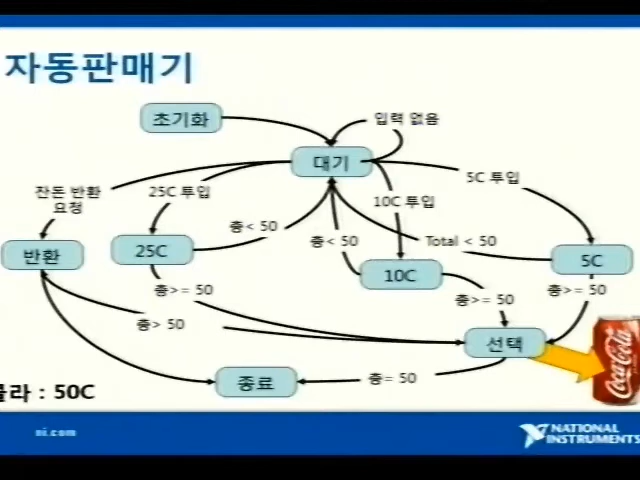 자동판매기
초기화
입력 없음
대기
5C 투입
잔돈 반환
요청
25C 투입
10C 투입
총< 50
총< 50
Total < 50
반환
25C
10C
5C
총>= 50
총>= 50
총>= 50
총> 50
선택
Coca-Cola
종료
총= 50
라 : 50C
ni.com
NATIONAL
INSTRUMENTS